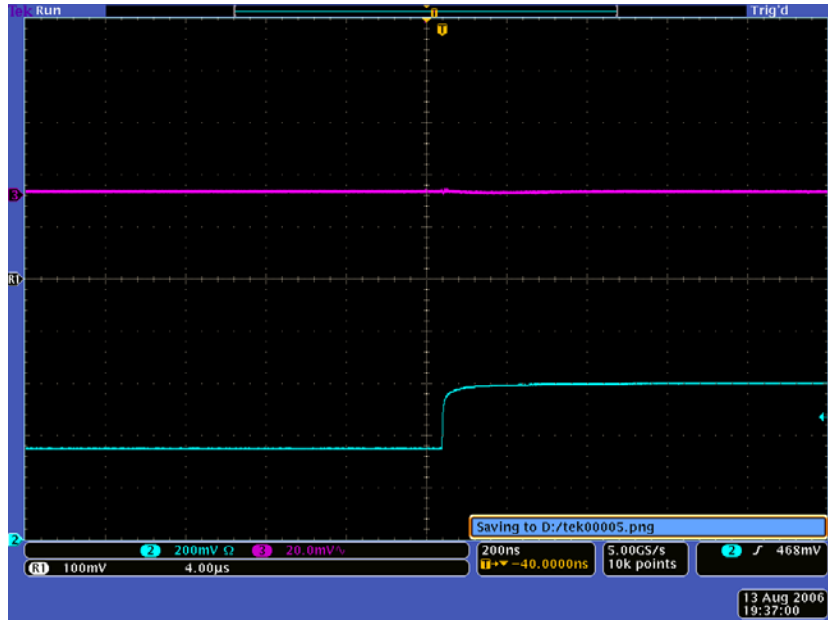 Tek Run Trig'd
T
T
3
R1
2
Saving to D:/tek00005.png
2 200mV Ω 3 20.0mV∿
R1 100mV 4.00µs
200ns
T→▼ −40.0000ns
5.00GS/s
10k points
2 ʃ 468mV
13 Aug 2006
19:37:00